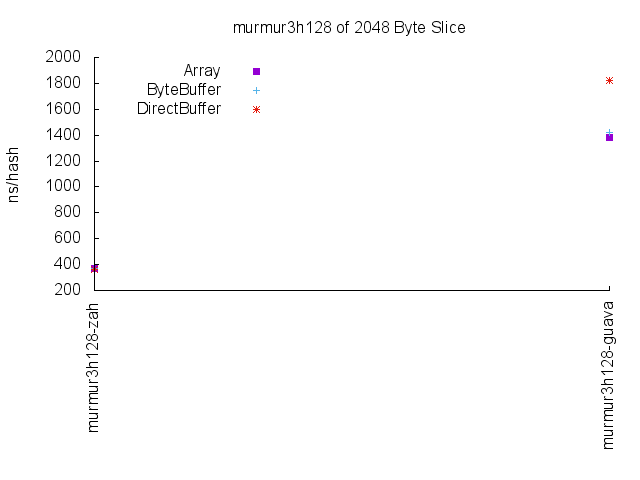 murmur3h128 of 2048 Byte Slice
2000
1800
1600
1400
1200
1000
800
600
400
200
ns/hash
Array
ByteBuffer
DirectBuffer
murmur3h128-zah
murmur3h128-guava